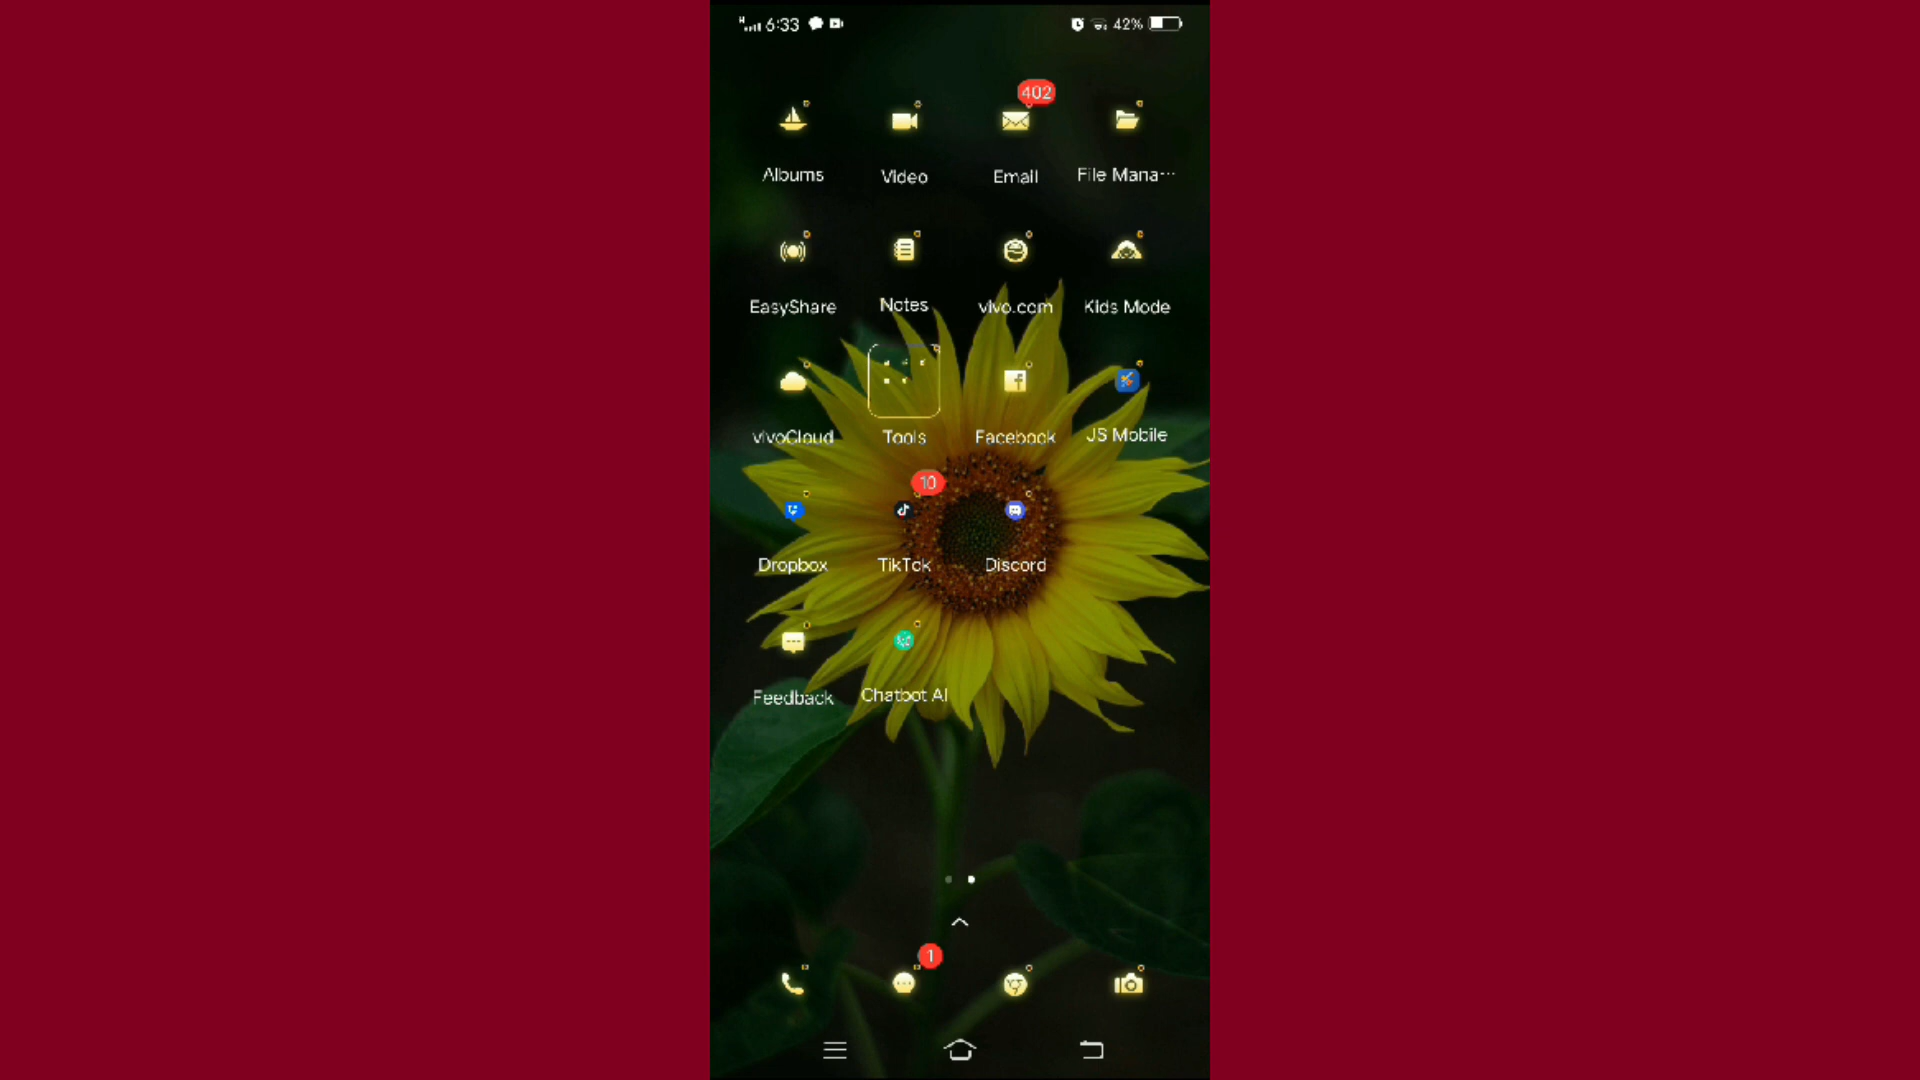 6:33 42%
402
Albums Video Email File Mana···
EasyShare Notes vivo.com Kids Mode
vivoCloud Tools Facebook JS Mobile
10
Dropbox TikTok Discord
Feedback Chatbot AI
1